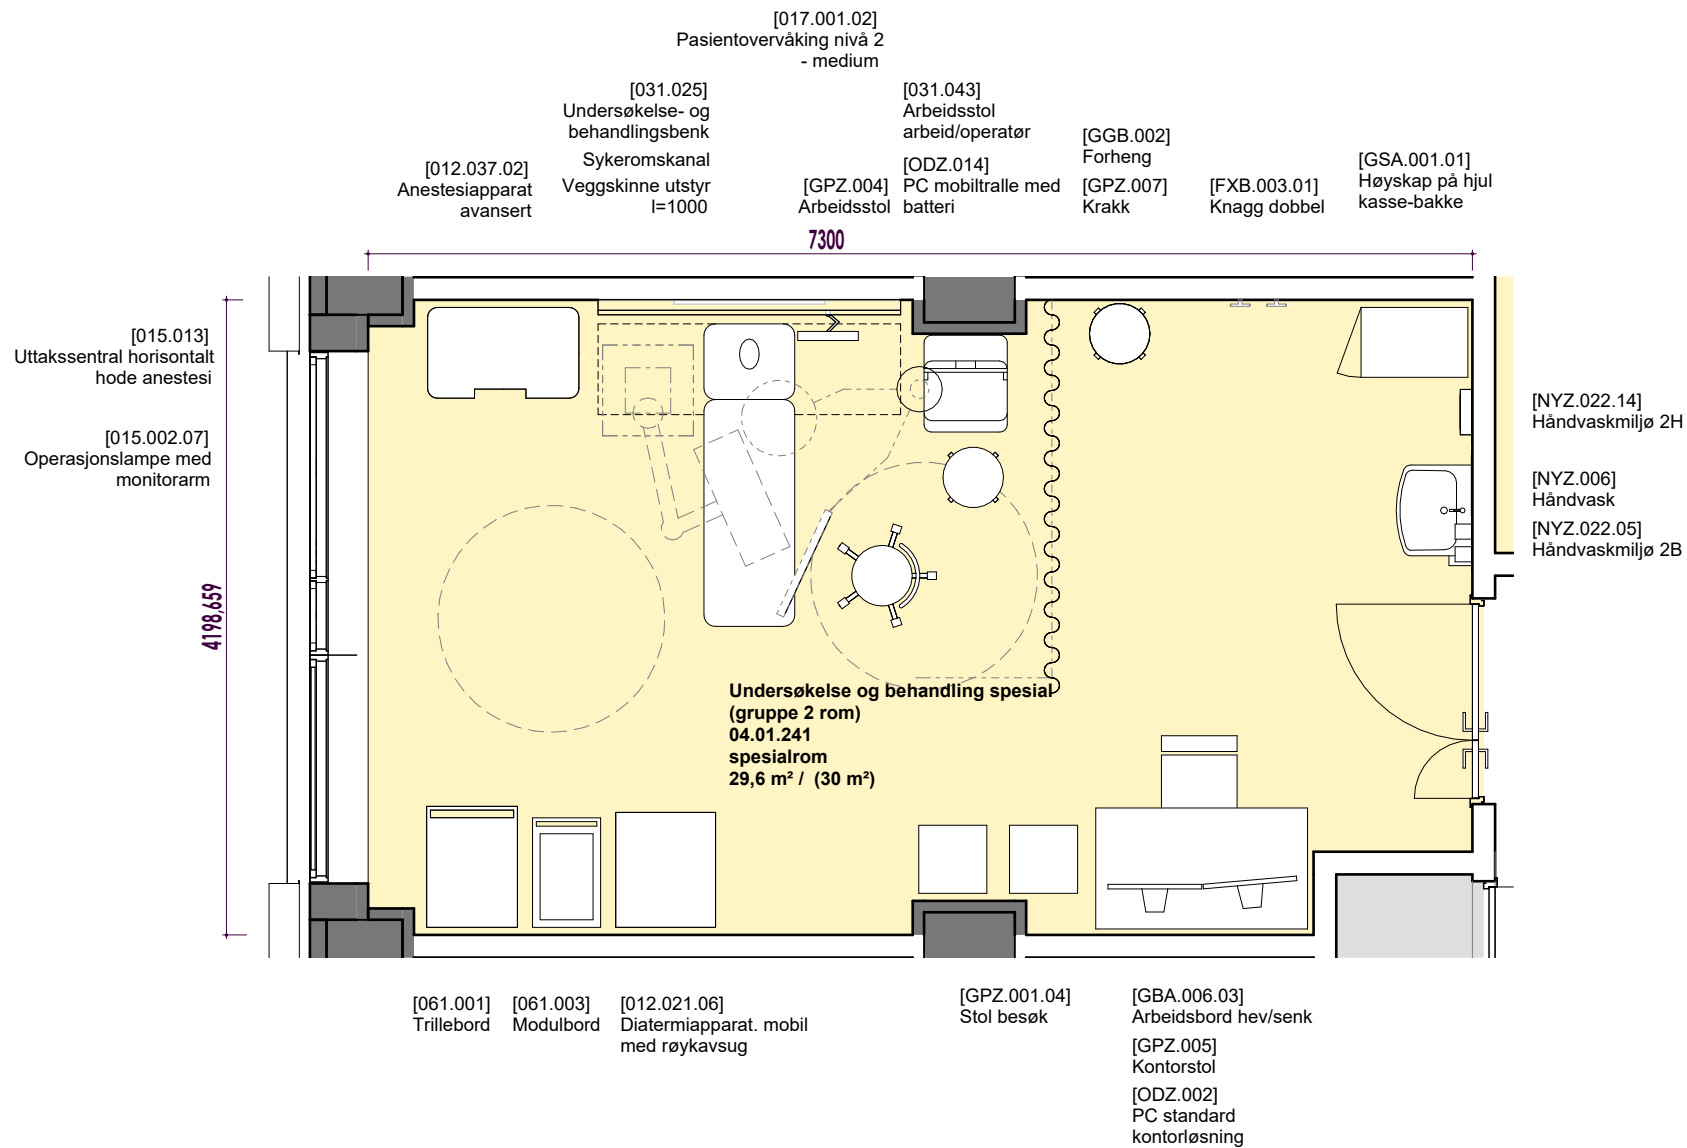 [017.001.02]
Pasientovervåking nivå 2
- medium
[031.025]
Undersøkelse- og
behandlingsbenk
Sykeromskanal
Veggskinne utstyr
l=1000
[031.043]
Arbeidsstol
arbeid/operatør
[ODZ.014]
PC mobiltralle med
batteri
[012.037.02]
Anestesiapparat
avansert
[GPZ.004]
Arbeidsstol
[GGB.002]
Forheng
[GPZ.007]
Krakk
[FXB.003.01]
Knagg dobbel
[GSA.001.01]
Høyskap på hjul
kasse-bakke
7300
[015.013]
Uttakssentral horisontalt
hode anestesi
[015.002.07]
Operasjonslampe med
monitorarm
4198,659
[NYZ.022.14]
Håndvaskmiljø 2H
[NYZ.006]
Håndvask
[NYZ.022.05]
Håndvaskmiljø 2B
Undersøkelse og behandling spesial
(gruppe 2 rom)
04.01.241
spesialrom
29,6 m² / (30 m²)
[061.001]
Trillebord
[061.003]
Modulbord
[012.021.06]
Diatermiapparat. mobil
med røykavsug
[GPZ.001.04]
Stol besøk
[GBA.006.03]
Arbeidsbord hev/senk
[GPZ.005]
Kontorstol
[ODZ.002]
PC standard
kontorløsning